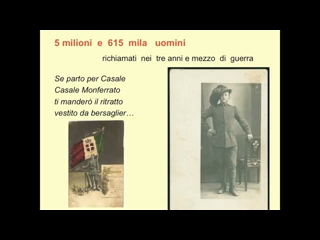 5 milioni e 615 mila uomini
richiamati nei tre anni e mezzo di guerra
Se parto per Casale
Casale Monferrato
ti manderó il ritratto
vestito da bersaglier…